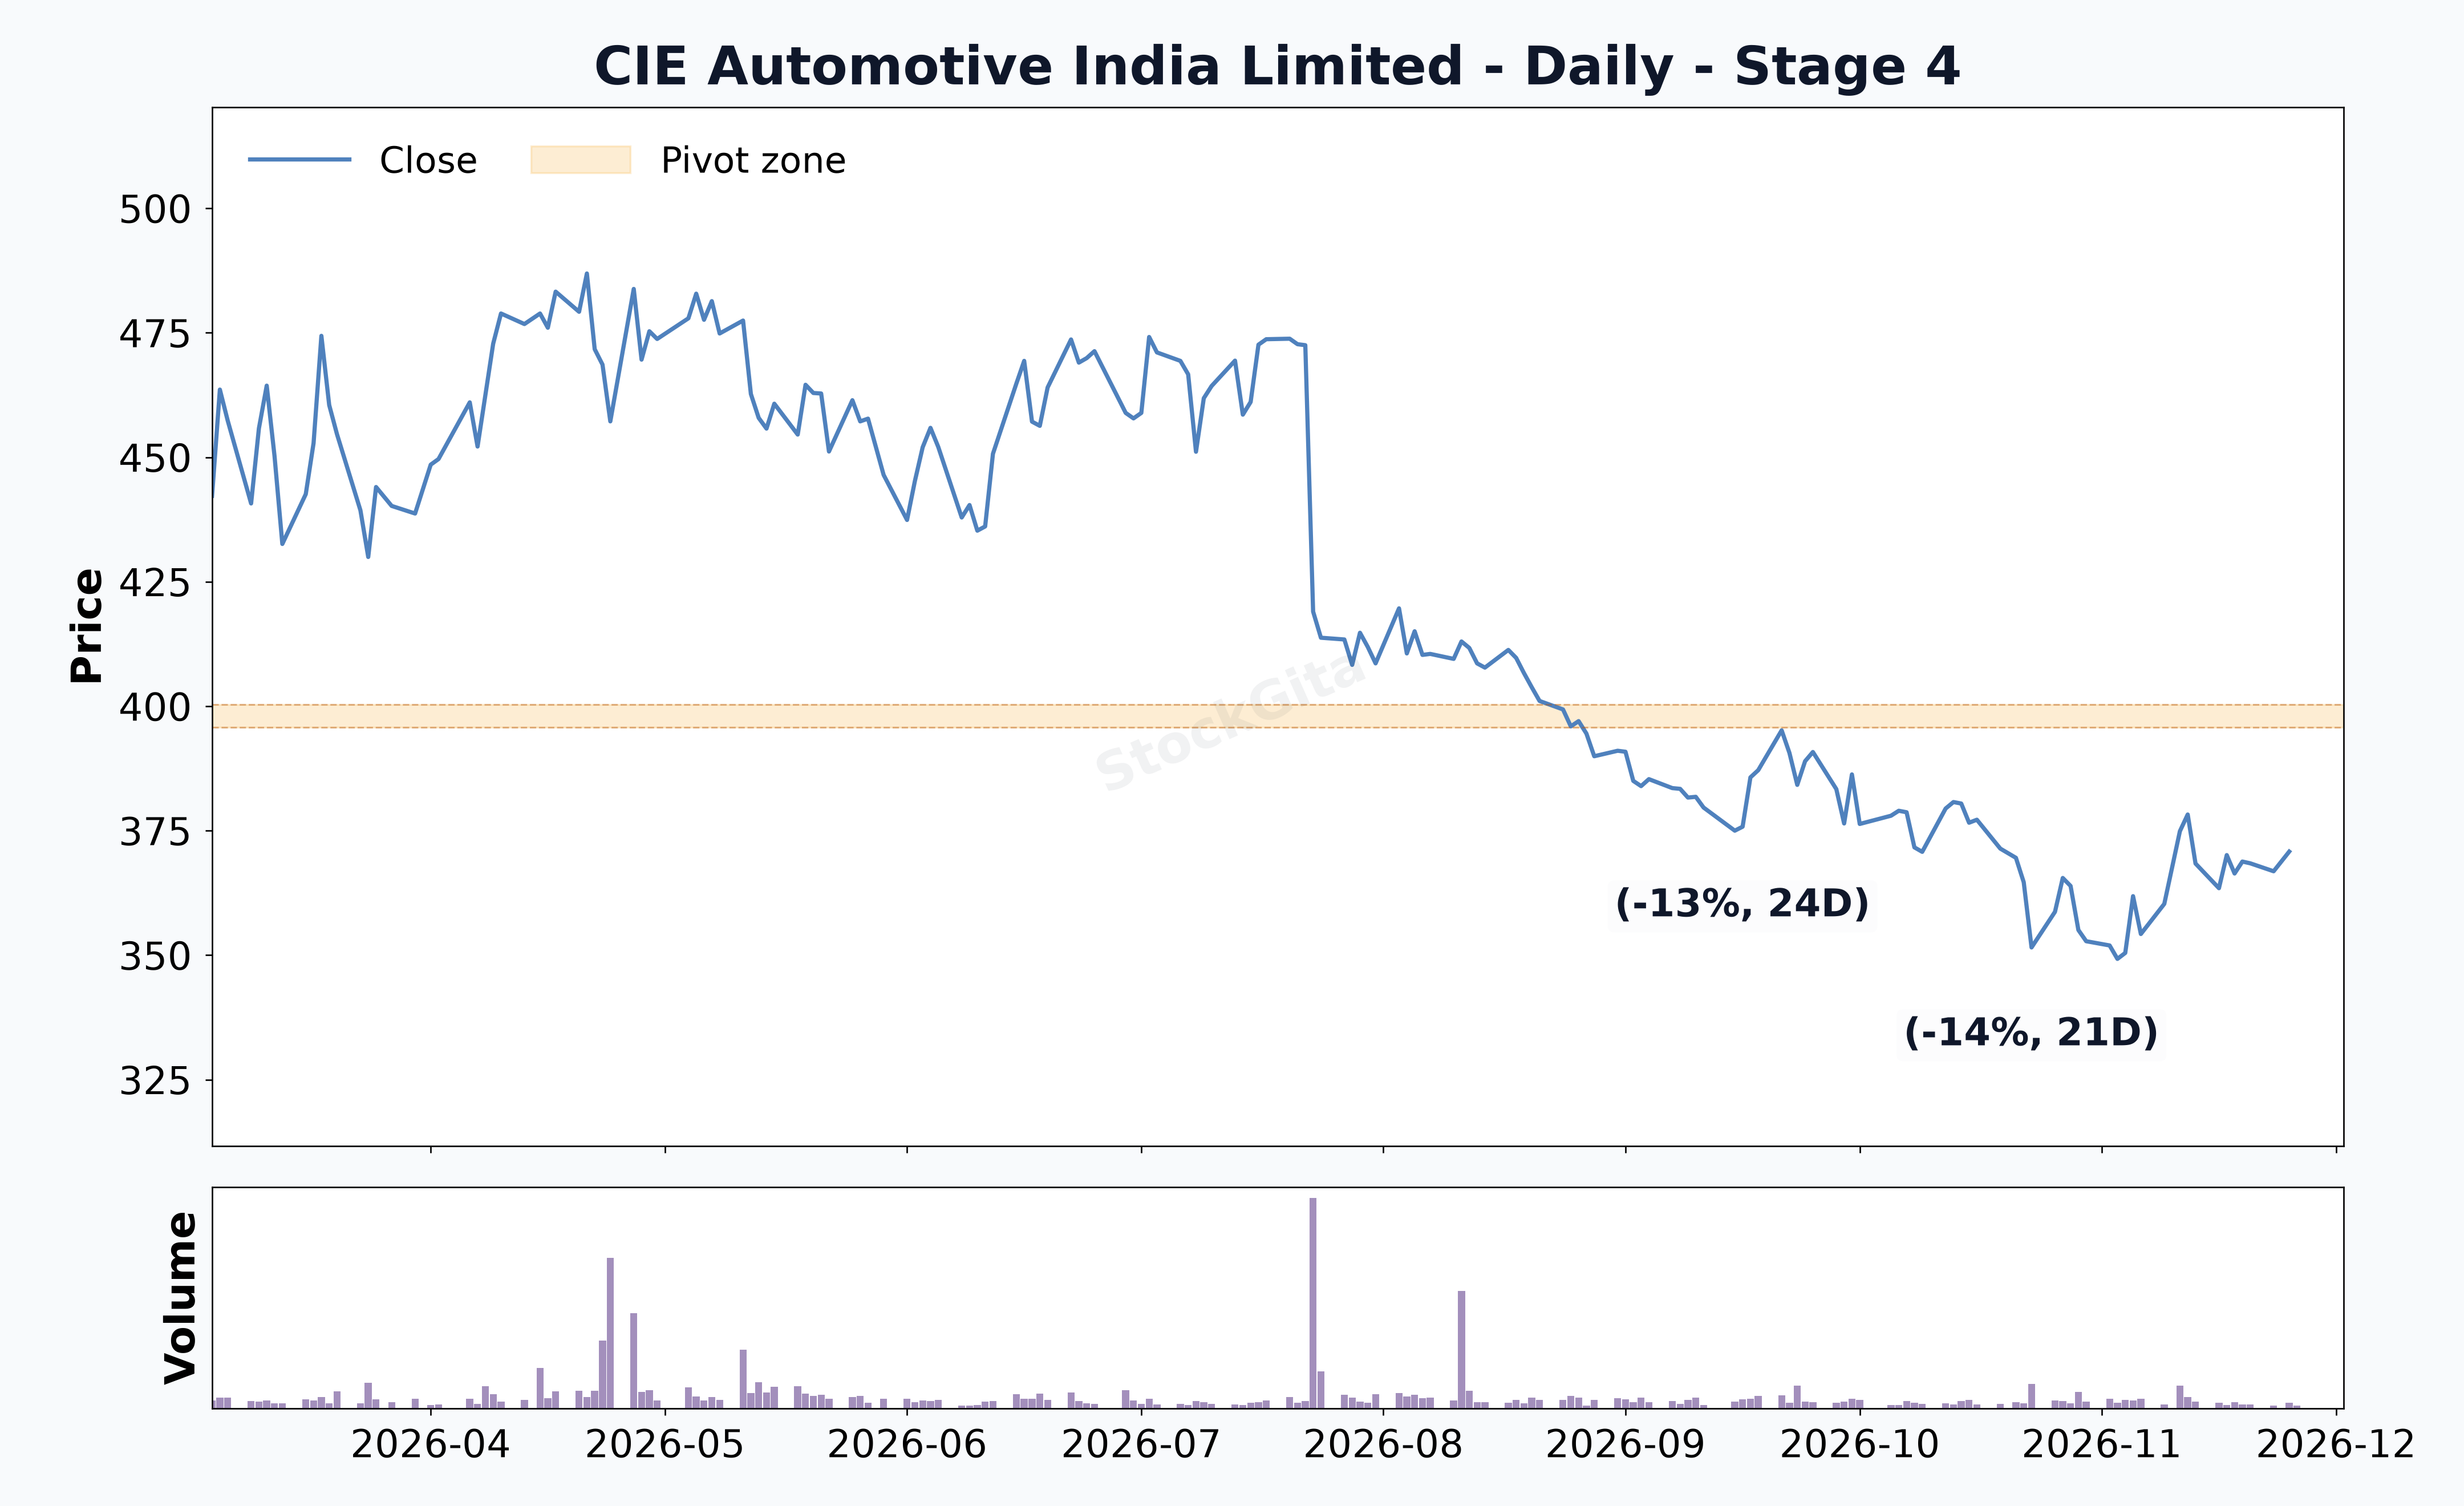 CIE Automotive India Limited - Daily - Stage 4
Close
Pivot zone
500
475
450
425
400
375
350
325
Price
StockGita
(-13%, 24D)
(-14%, 21D)
Volume
2026-04
2026-05
2026-06
2026-07
2026-08
2026-09
2026-10
2026-11
2026-12